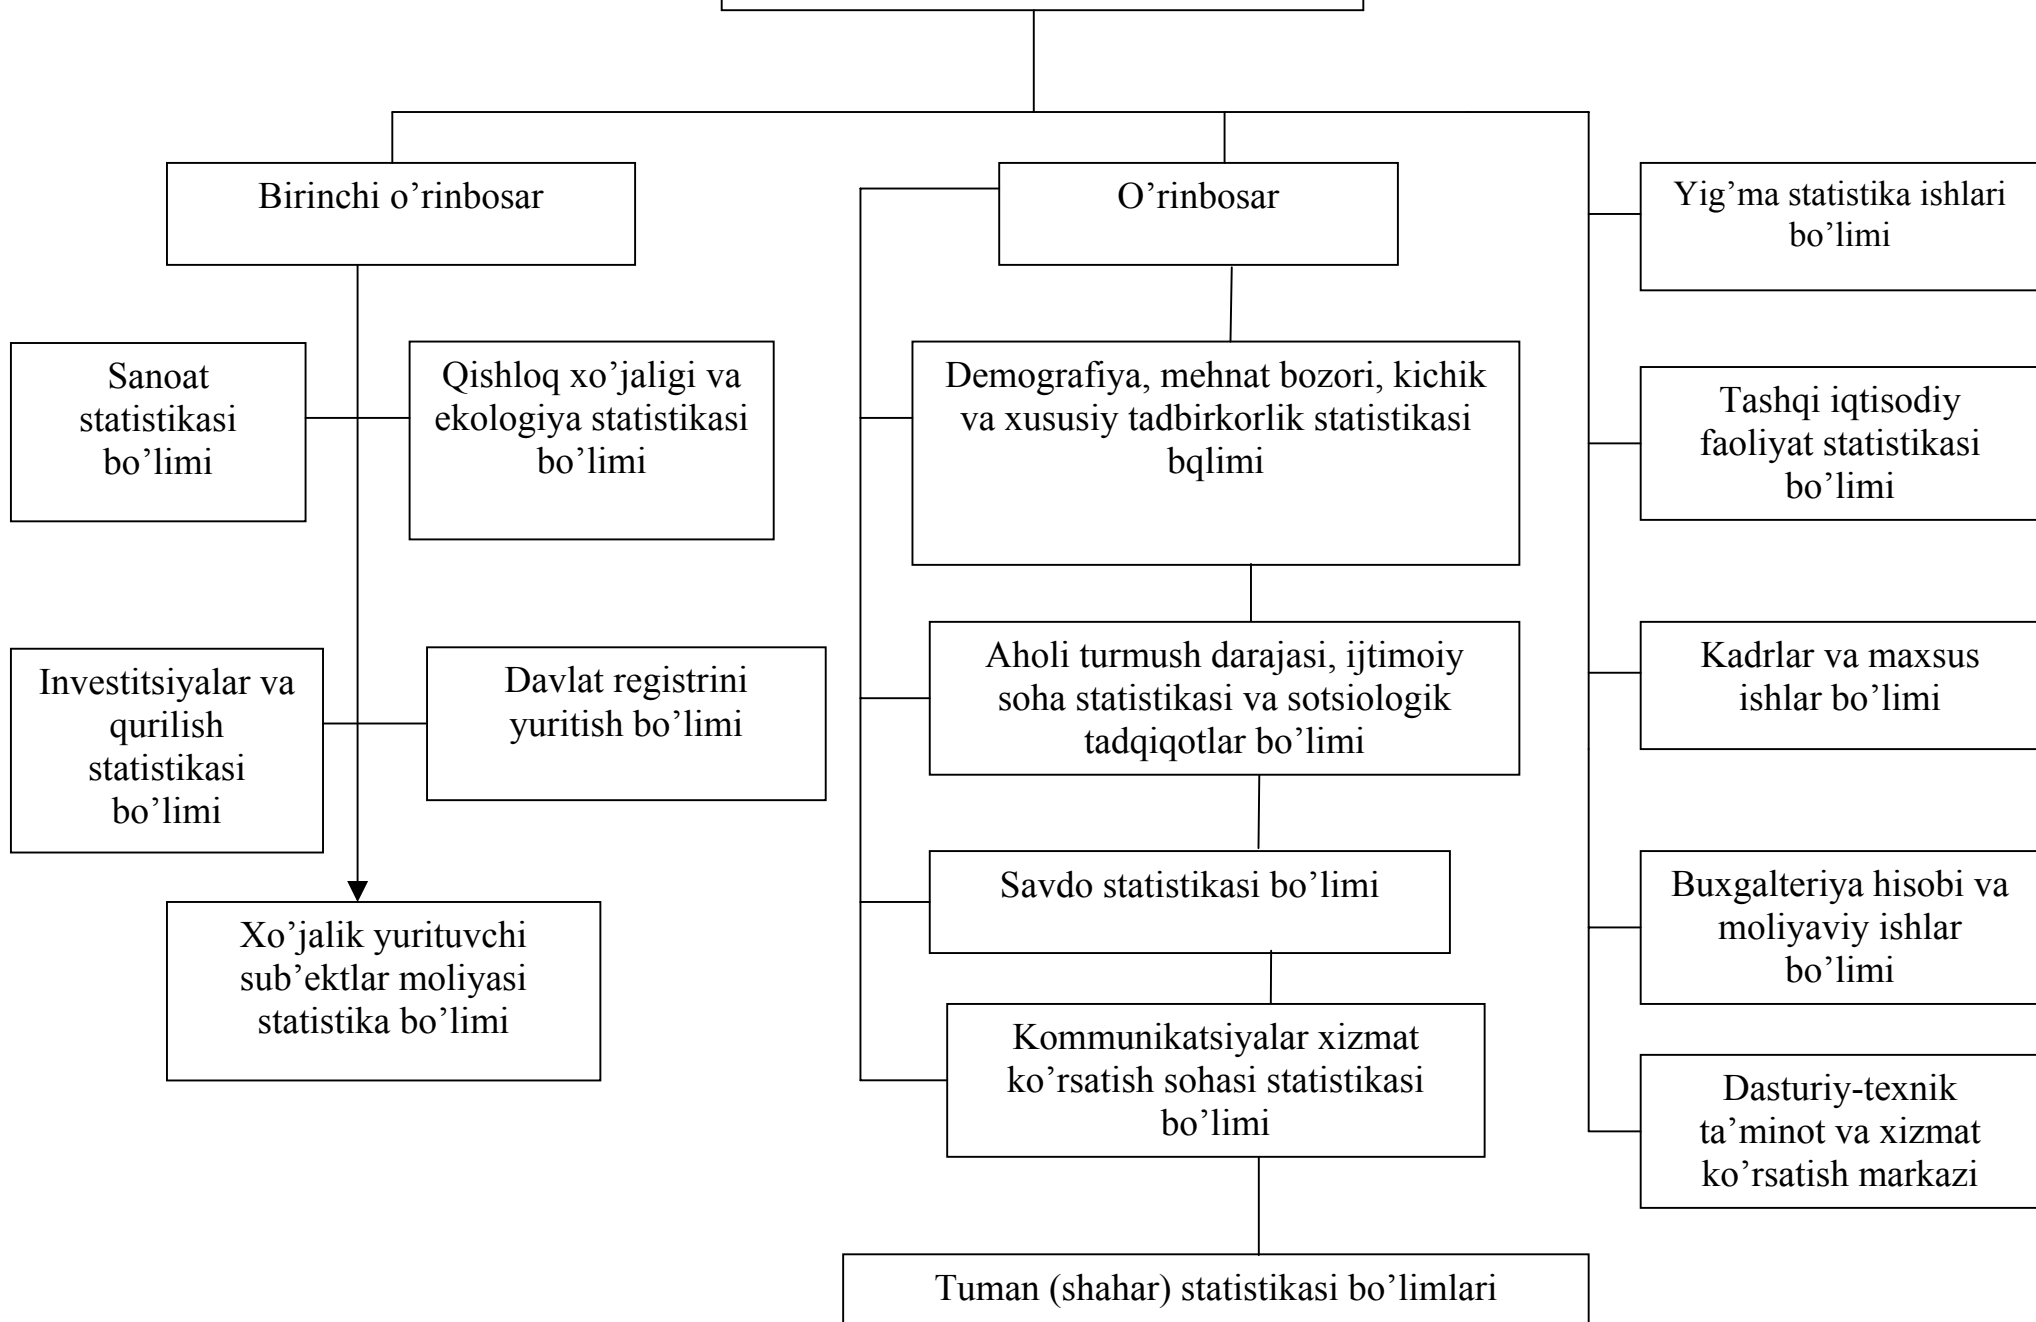 Birinchi o’rinbosar
O’rinbosar
Yig’ma statistika ishlari
bo’limi
Sanoat
statistikasi
bo’limi
Qishloq xo’jaligi va
ekologiya statistikasi
bo’limi
Demografiya, mehnat bozori, kichik
va xususiy tadbirkorlik statistikasi
bqlimi
Tashqi iqtisodiy
faoliyat statistikasi
bo’limi
Investitsiyalar va
qurilish
statistikasi
bo’limi
Davlat registrini
yuritish bo’limi
Aholi turmush darajasi, ijtimoiy
soha statistikasi va sotsiologik
tadqiqotlar bo’limi
Kadrlar va maxsus
ishlar bo’limi
Xo’jalik yurituvchi
sub’ektlar moliyasi
statistika bo’limi
Savdo statistikasi bo’limi
Buxgalteriya hisobi va
moliyaviy ishlar
bo’limi
Kommunikatsiyalar xizmat
ko’rsatish sohasi statistikasi
bo’limi
Dasturiy-texnik
ta’minot va xizmat
ko’rsatish markazi
Tuman (shahar) statistikasi bo’limlari